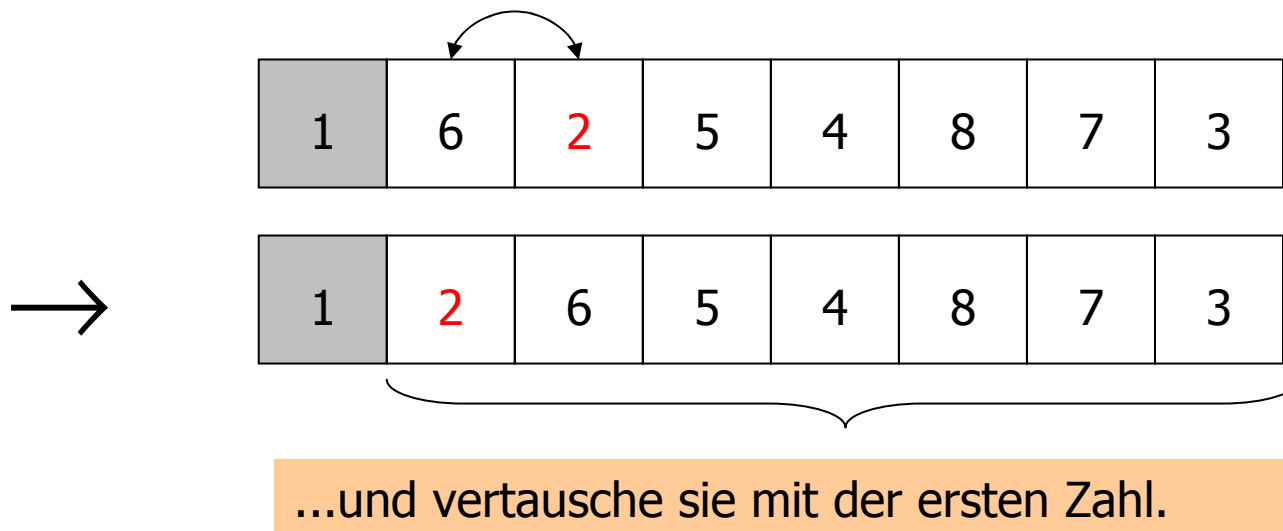 1 6 2 5 4 8 7 3
1 2 6 5 4 8 7 3
...und vertausche sie mit der ersten Zahl.